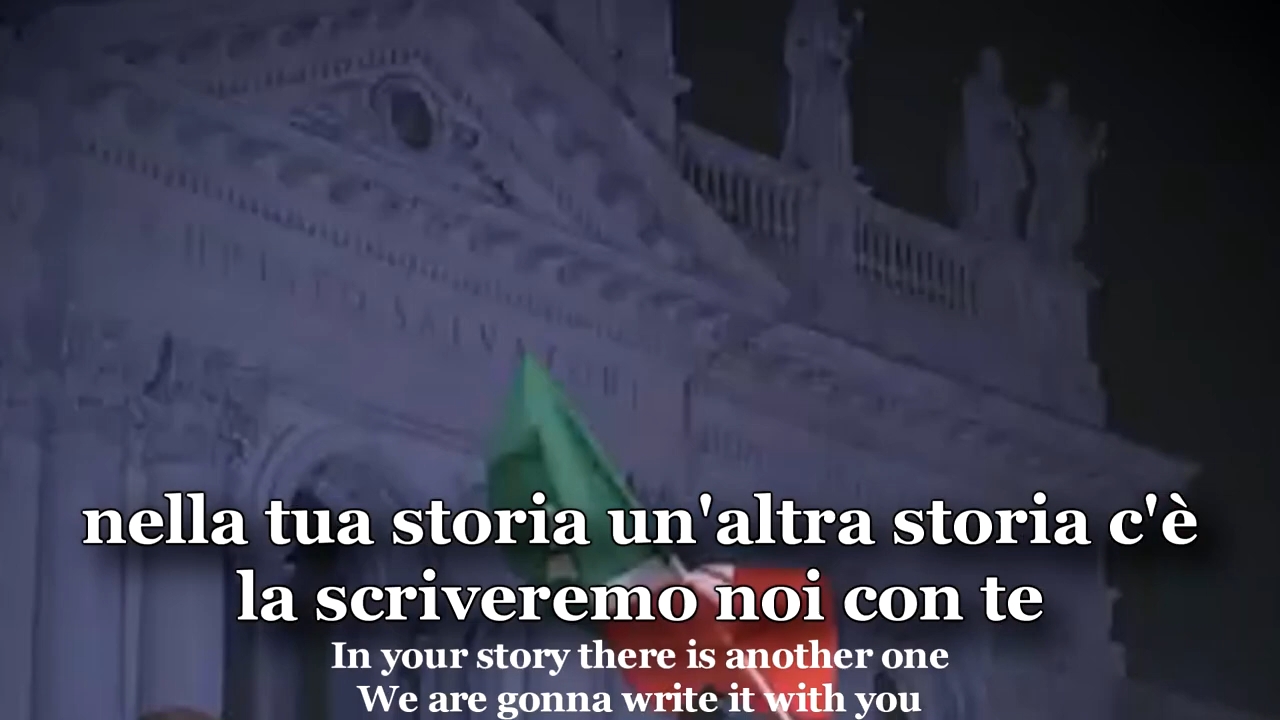 nella tua storia un'altra storia c'è
la scriveremo noi con te
In your story there is another one
We are gonna write it with you